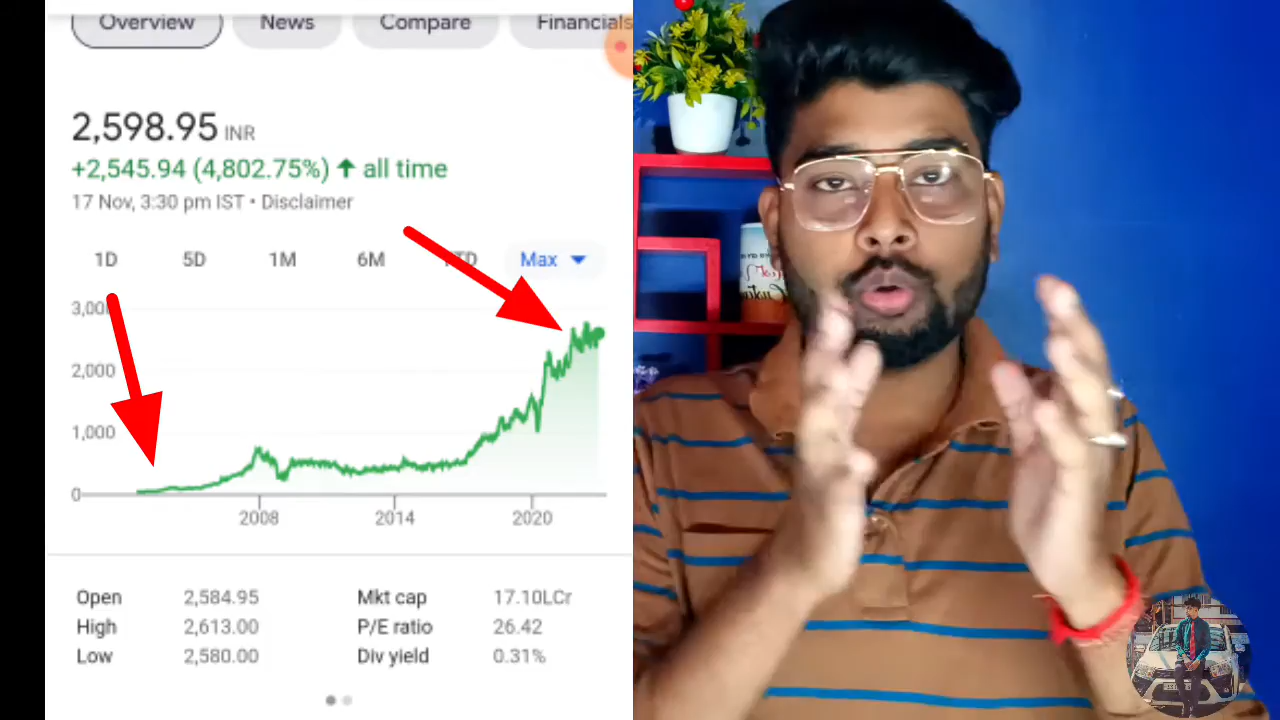 Overview News Compare Financials
2,598.95 INR
+2,545.94 (4,802.75%) ↑ all time
17 Nov, 3:30 pm IST • Disclaimer
1D 5D 1M 6M YTD Max
3,000
2,000
1,000
0
2008 2014 2020
Open 2,584.95 Mkt cap 17.10LCr
High 2,613.00 P/E ratio 26.42
Low 2,580.00 Div yield 0.31%